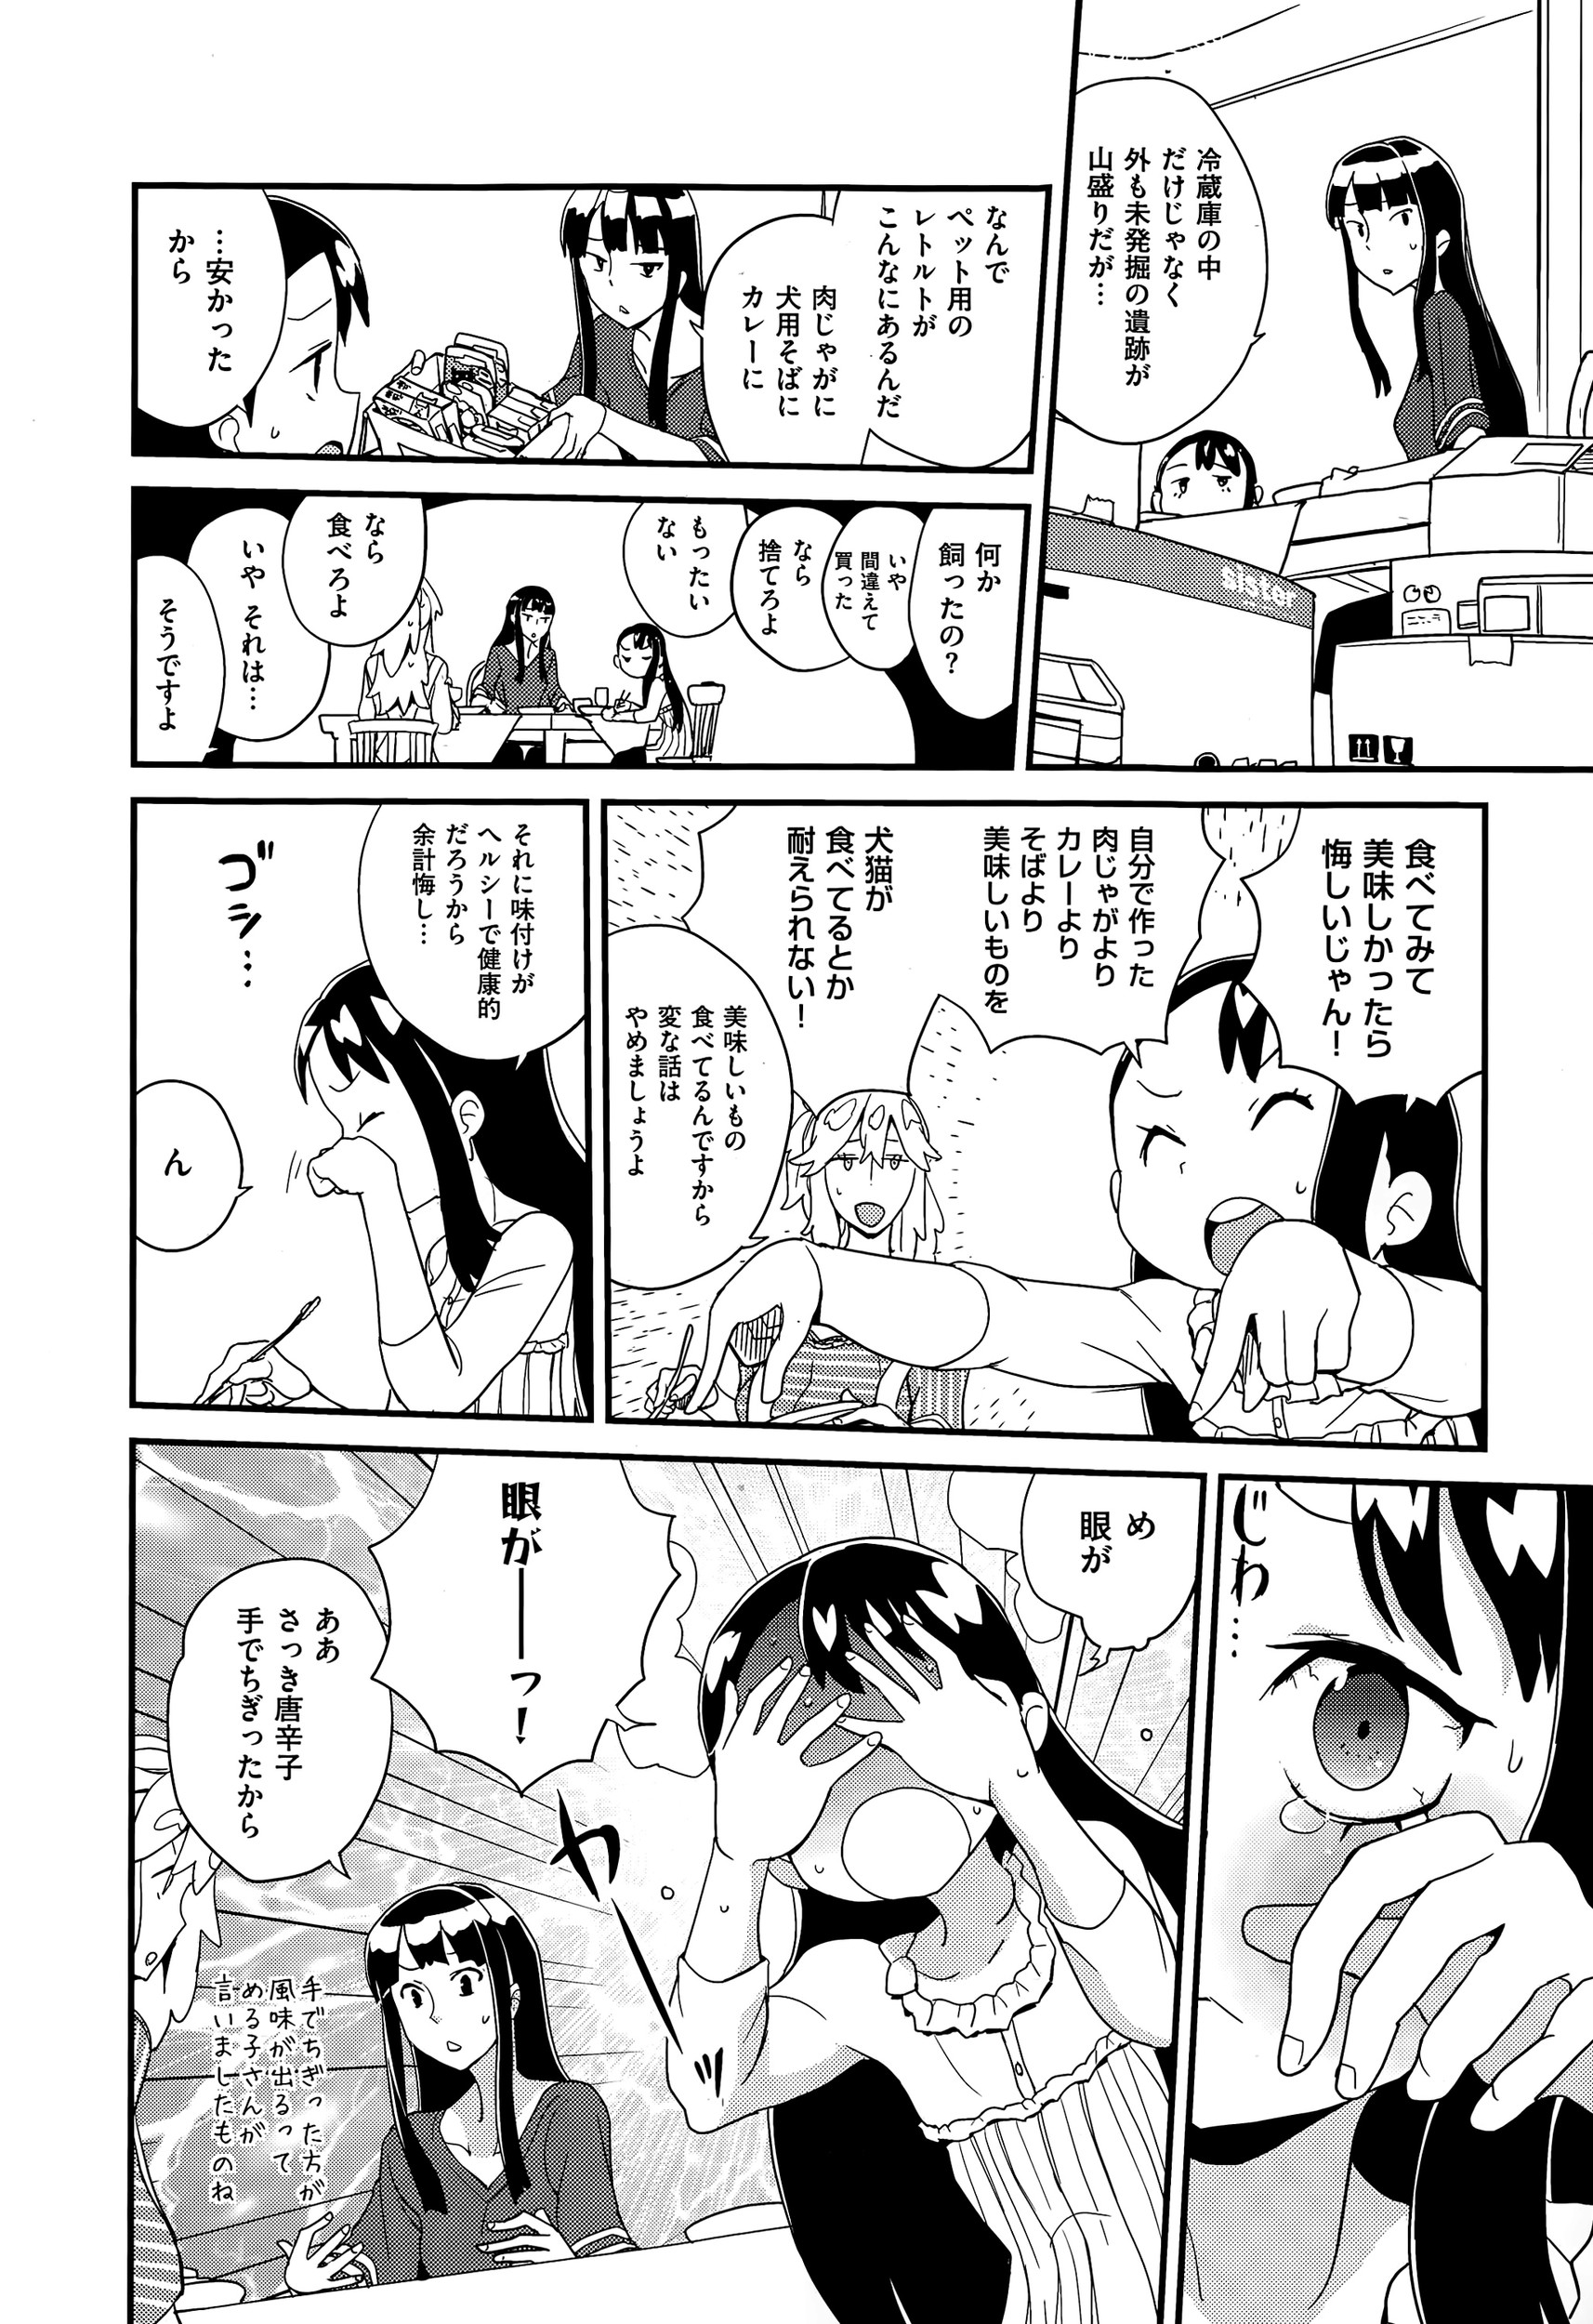 冷蔵庫の中
だけじゃなく
外も未発掘の遺跡が
山盛りだが…
sister
なんで
ペット用の
レトルトが
こんなにあるんだ
肉じゃがに
犬用そばに
カレーに
…安かった
から
何か
飼ったの?
いや
間違えて
買った
なら
捨てろよ
もったい
ない
なら
食べろよ
いや それは…
そうですよ
食べてみて
美味しかったら
悔しいじゃん!
自分で作った
肉じゃがより
カレーより
そばより
美味しいものを
犬猫が
食べてるとか
耐えられない!
美味しいもの
食べてるんですから
変な話は
やめましょうよ
それに味付けが
ヘルシーで健康的
だろうから
余計悔し…
ゴシ…
ん
じわ…
め
眼が
眼がーーーっ!
ああ
さっき唐辛子
手でちぎったから
手でちぎった方が
風味が出るって
める子さんが
言いましたものね